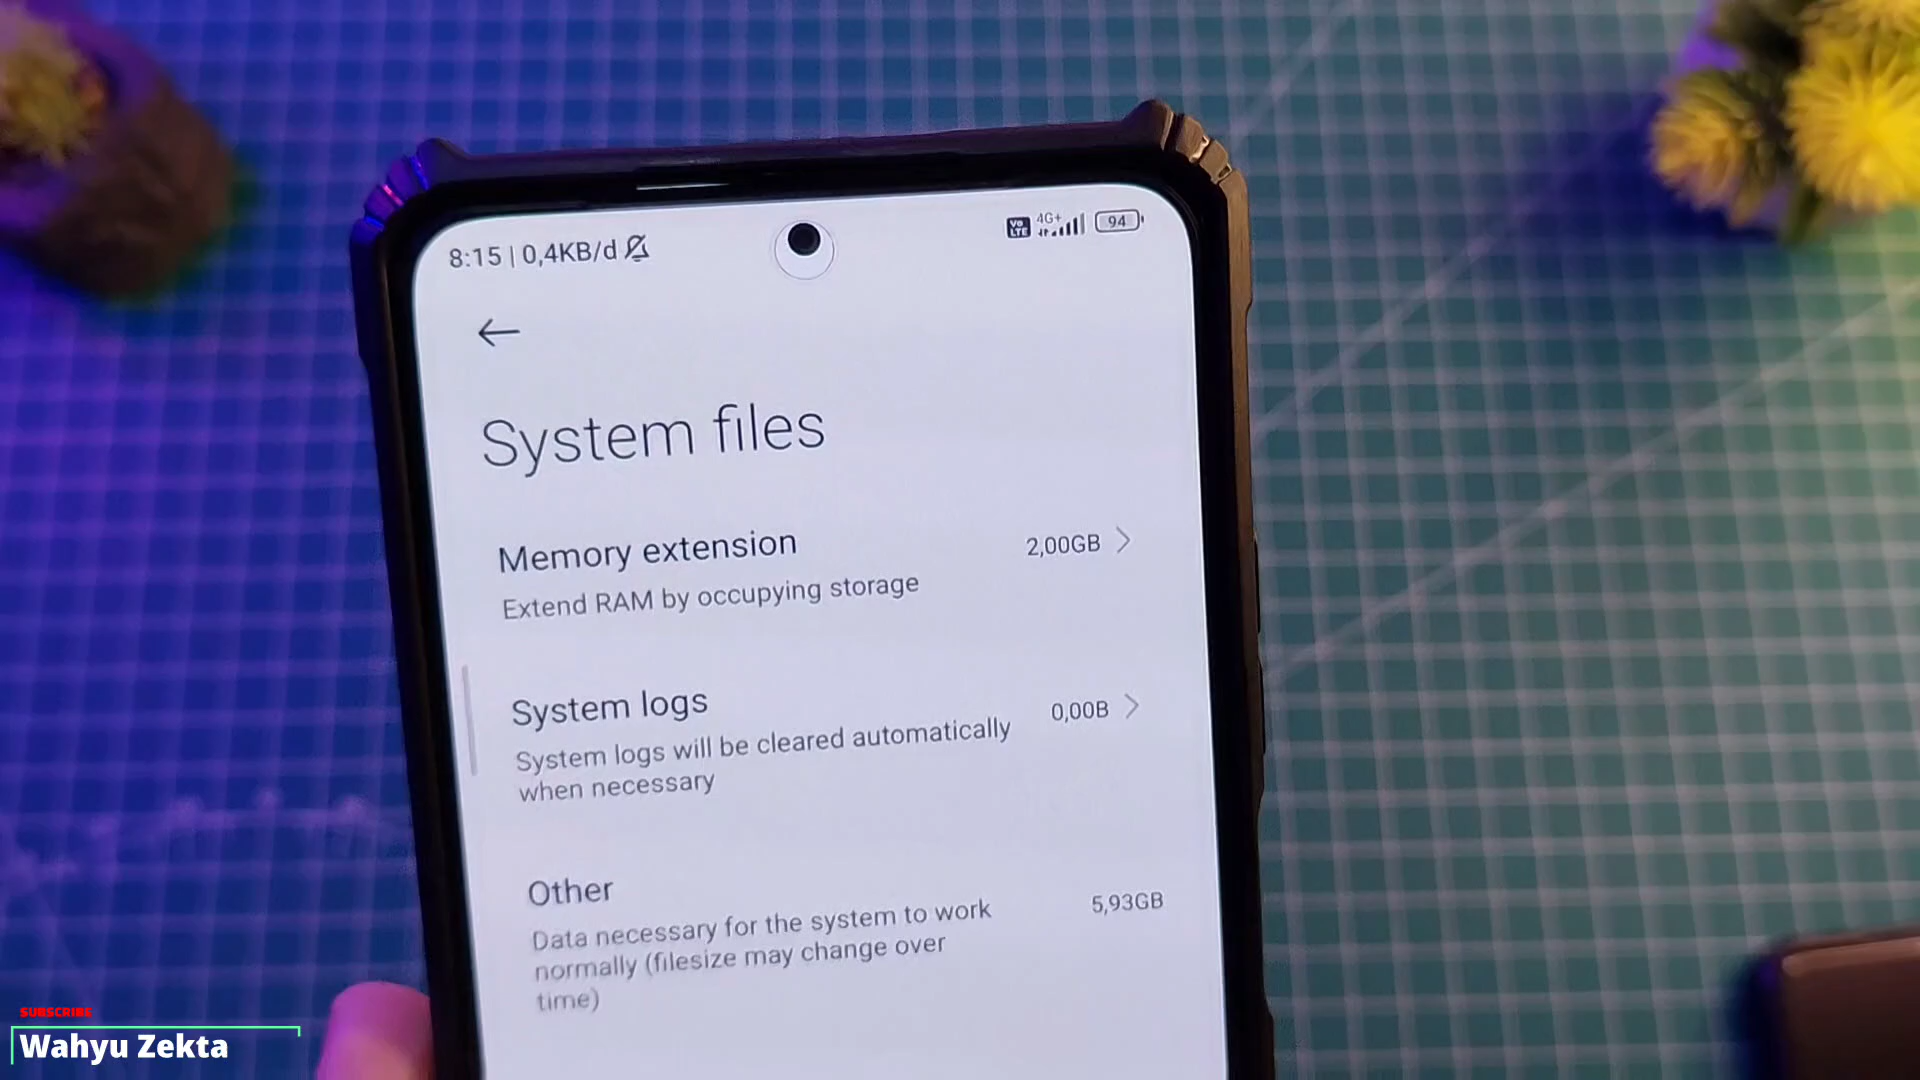 8:15 | 0,4KB/d
Vo LTE 4G+ 94
System files
Memory extension
2,00GB
Extend RAM by occupying storage
System logs
0,00B
System logs will be cleared automatically
when necessary
Other
5,93GB
Data necessary for the system to work
normally (filesize may change over
time)
SUBSCRIBE
Wahyu Zekta